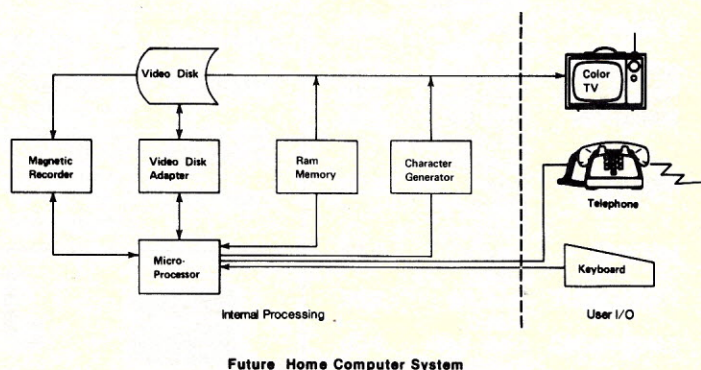 Video Disk
Color
TV
Magnetic
Recorder
Video Disk
Adapter
Ram
Memory
Character
Generator
Telephone
Micro-
Processor
Keyboard
Internal Processing
User I/O
Future Home Computer System